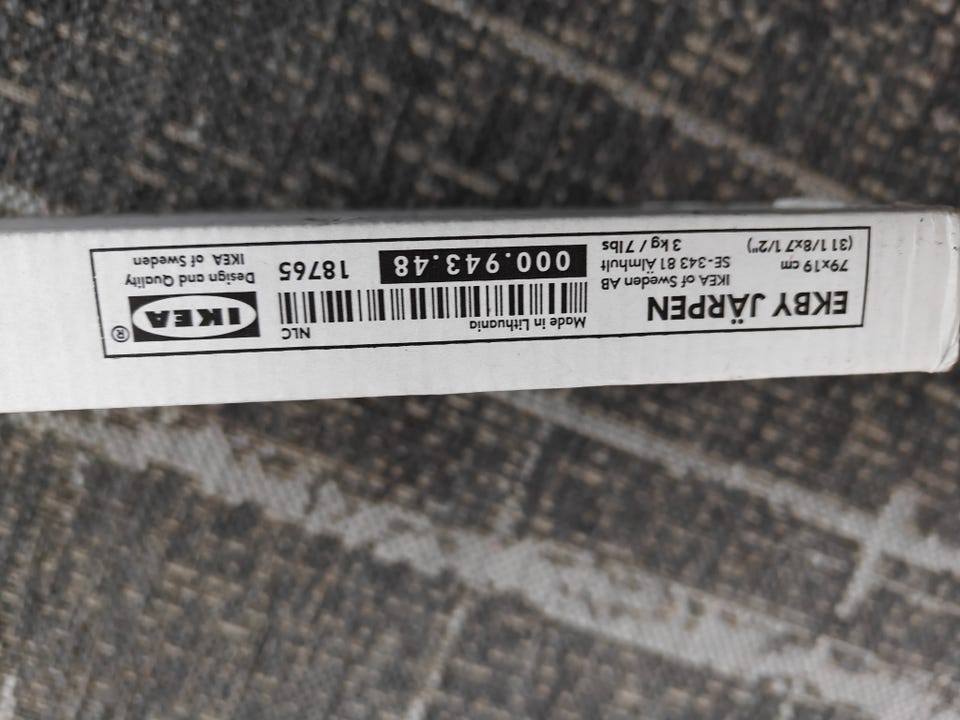 EKBY JÄRPEN
79x19 cm
(31 1/8x7 1/2")
IKEA of Sweden AB
SE-343 81 Älmhult
3 kg / 7 lbs
Made in Lithuania
NLC
000.943.48
18765
IKEA ®
Design and Quality
IKEA of Sweden